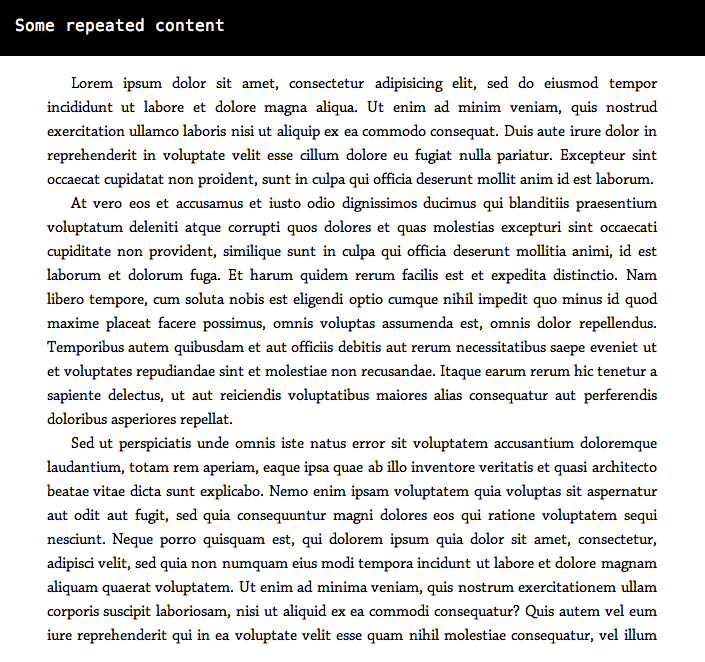 Some repeated content
Lorem ipsum dolor sit amet, consectetur adipisicing elit, sed do eiusmod tempor
incididunt ut labore et dolore magna aliqua. Ut enim ad minim veniam, quis nostrud
exercitation ullamco laboris nisi ut aliquip ex ea commodo consequat. Duis aute irure dolor in
reprehenderit in voluptate velit esse cillum dolore eu fugiat nulla pariatur. Excepteur sint
occaecat cupidatat non proident, sunt in culpa qui officia deserunt mollit anim id est laborum.
At vero eos et accusamus et iusto odio dignissimos ducimus qui blanditiis praesentium
voluptatum deleniti atque corrupti quos dolores et quas molestias excepturi sint occaecati
cupiditate non provident, similique sunt in culpa qui officia deserunt mollitia animi, id est
laborum et dolorum fuga. Et harum quidem rerum facilis est et expedita distinctio. Nam
libero tempore, cum soluta nobis est eligendi optio cumque nihil impedit quo minus id quod
maxime placeat facere possimus, omnis voluptas assumenda est, omnis dolor repellendus.
Temporibus autem quibusdam et aut officiis debitis aut rerum necessitatibus saepe eveniet ut
et voluptates repudiandae sint et molestiae non recusandae. Itaque earum rerum hic tenetur a
sapiente delectus, ut aut reiciendis voluptatibus maiores alias consequatur aut perferendis
doloribus asperiores repellat.
Sed ut perspiciatis unde omnis iste natus error sit voluptatem accusantium doloremque
laudantium, totam rem aperiam, eaque ipsa quae ab illo inventore veritatis et quasi architecto
beatae vitae dicta sunt explicabo. Nemo enim ipsam voluptatem quia voluptas sit aspernatur
aut odit aut fugit, sed quia consequuntur magni dolores eos qui ratione voluptatem sequi
nesciunt. Neque porro quisquam est, qui dolorem ipsum quia dolor sit amet, consectetur,
adipisci velit, sed quia non numquam eius modi tempora incidunt ut labore et dolore magnam
aliquam quaerat voluptatem. Ut enim ad minima veniam, quis nostrum exercitationem ullam
corporis suscipit laboriosam, nisi ut aliquid ex ea commodi consequatur? Quis autem vel eum
iure reprehenderit qui in ea voluptate velit esse quam nihil molestiae consequatur, vel illum